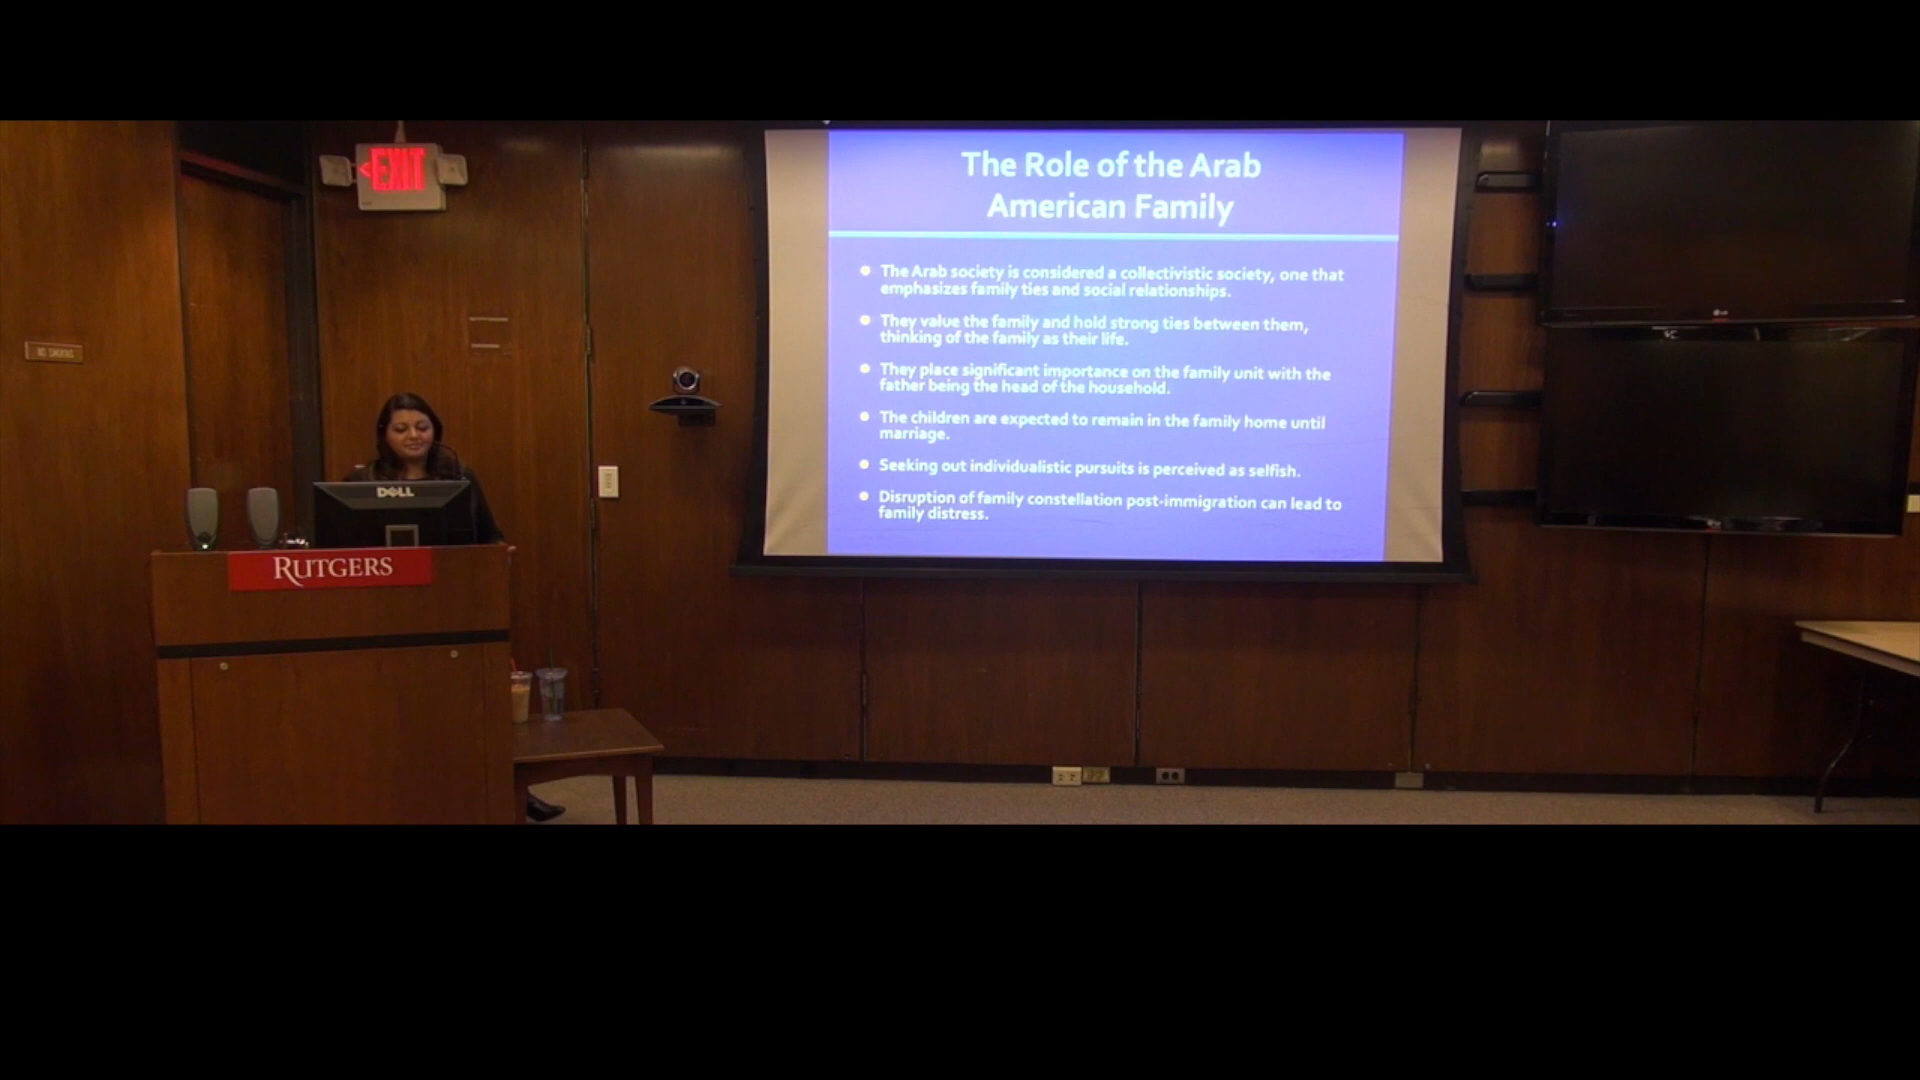 EXIT
The Role of the Arab
American Family
The Arab society is considered a collectivistic society, one that
emphasizes family ties and social relationships.
They value the family and hold strong ties between them,
thinking of the family as their life.
They place significant importance on the family unit with the
father being the head of the household.
The children are expected to remain in the family home until
marriage.
Seeking out individualistic pursuits is perceived as selfish.
Disruption of family constellation post-immigration can lead to
family distress.
NO SMOKING
DELL
RUTGERS
LG